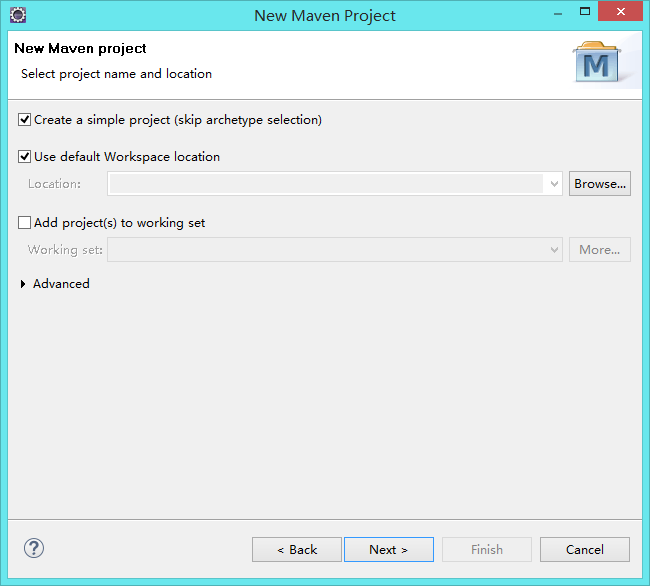 New Maven Project
New Maven project
Select project name and location
M
Create a simple project (skip archetype selection)
Use default Workspace location
Location:
Browse...
Add project(s) to working set
Working set:
More...
Advanced
?
< Back
Next >
Finish
Cancel